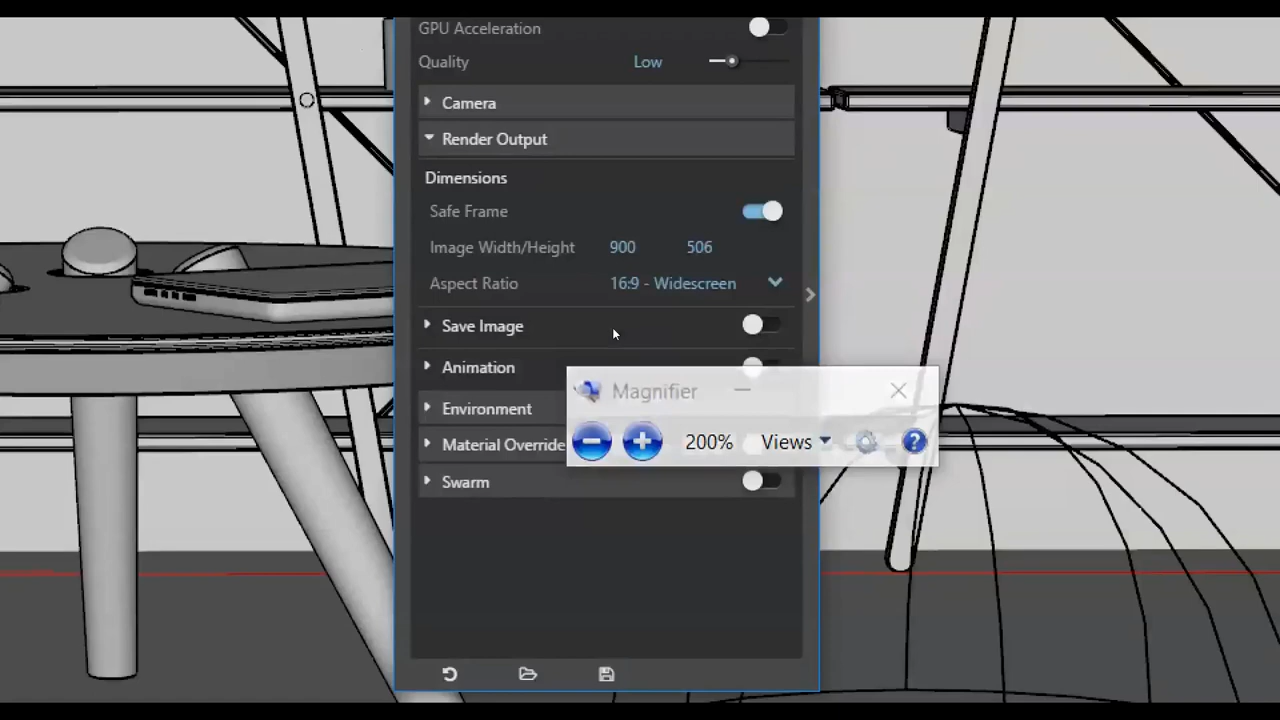 GPU Acceleration
Quality Low
Camera
Render Output
Dimensions
Safe Frame
Image Width/Height 900 506
Aspect Ratio 16:9 - Widescreen
Save Image
Animation
Magnifier
Environment
200% Views
Material Override
Swarm